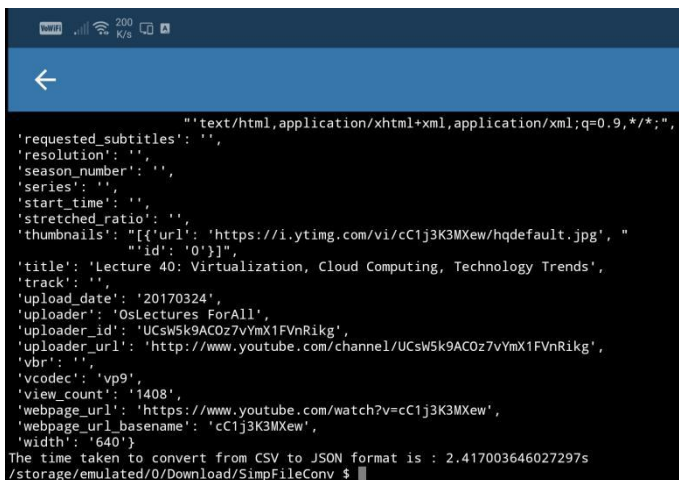 VoWiFi 200 K/s A
"'text/html,application/xhtml+xml,application/xml;q=0.9,*/*;",
'requested_subtitles': '',
'resolution': '',
'season_number': '',
'series': '',
'start_time': '',
'stretched_ratio': '',
'thumbnails': "[{'url': 'https://i.ytimg.com/vi/cC1j3K3MXew/hqdefault.jpg', "
"'id': '0'}]",
'title': 'Lecture 40: Virtualization, Cloud Computing, Technology Trends',
'track': '',
'upload_date': '20170324',
'uploader': 'OsLectures ForAll',
'uploader_id': 'UCsW5k9ACOz7vYmX1FVnRikg',
'uploader_url': 'http://www.youtube.com/channel/UCsW5k9ACOz7vYmX1FVnRikg',
'vbr': '',
'vcodec': 'vp9',
'view_count': '1408',
'webpage_url': 'https://www.youtube.com/watch?v=cC1j3K3MXew',
'webpage_url_basename': 'cC1j3K3MXew',
'width': '640'}
The time taken to convert from CSV to JSON format is : 2.417003646027297s
/storage/emulated/0/Download/SimpFileConv $